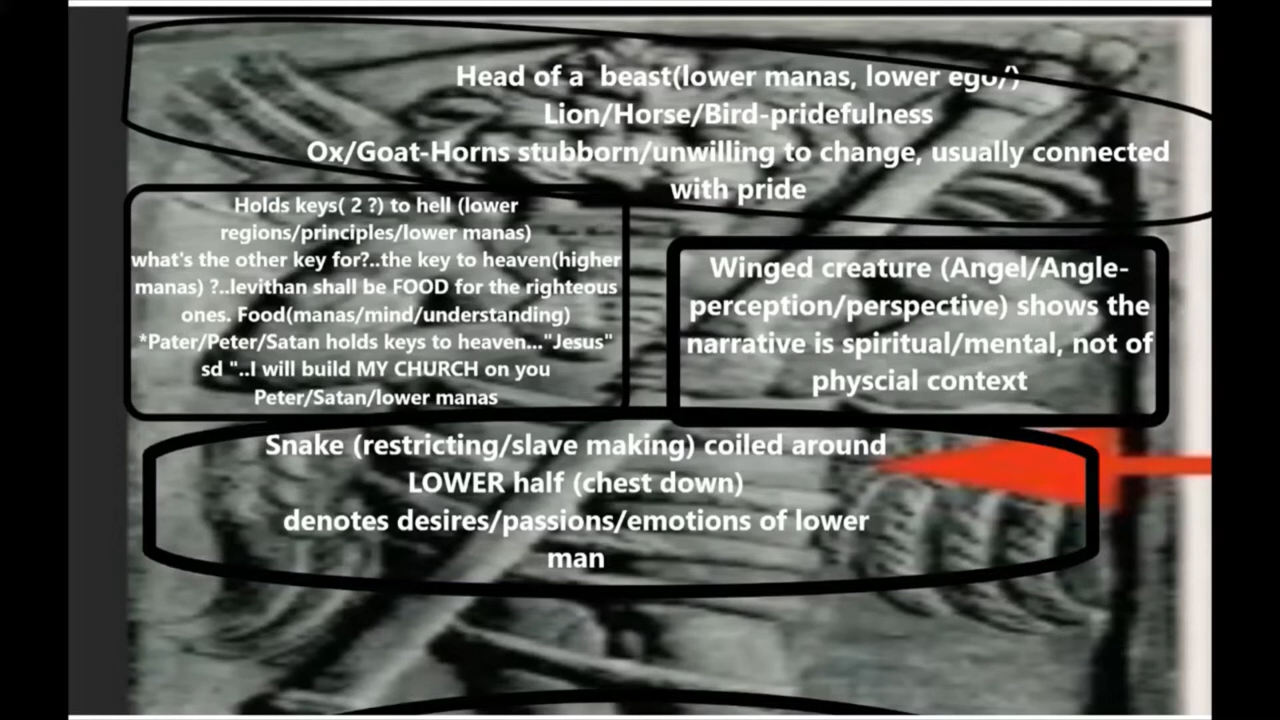 Head of a beast(lower manas, lower ego/)
Lion/Horse/Bird-pridefulness
Ox/Goat-Horns stubborn/unwilling to change, usually connected
with pride
Holds keys( 2 ?) to hell (lower
regions/principles/lower manas)
what's the other key for?..the key to heaven(higher
manas) ?..levithan shall be FOOD for the righteous
ones. Food(manas/mind/understanding)
*Pater/Peter/Satan holds keys to heaven..."Jesus"
sd "..I will build MY CHURCH on you
Peter/Satan/lower manas
Winged creature (Angel/Angle-
perception/perspective) shows the
narrative is spiritual/mental, not of
physcial context
Snake (restricting/slave making) coiled around
LOWER half (chest down)
denotes desires/passions/emotions of lower
man